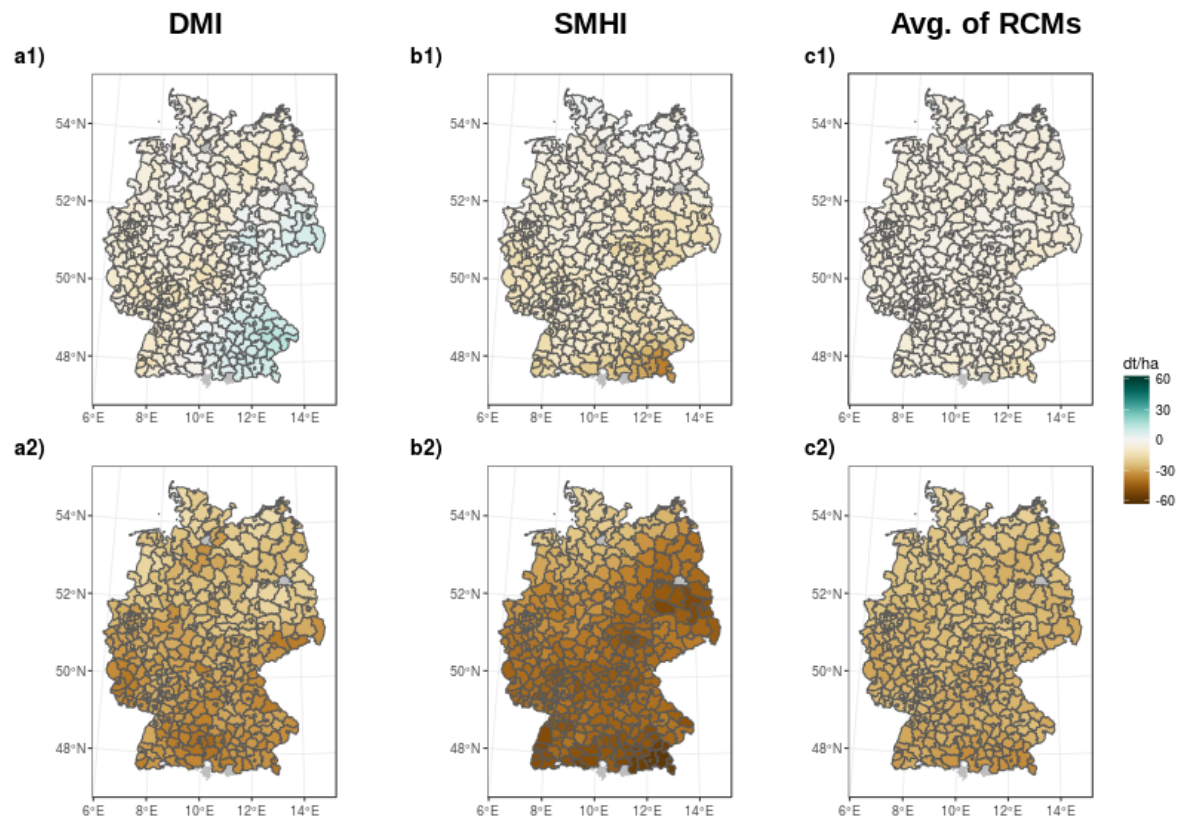 DMI SMHI Avg. of RCMs
a1) b1) c1)
54°N 54°N 54°N
52°N 52°N 52°N
50°N 50°N 50°N
48°N 48°N 48°N
6°E 8°E 10°E 12°E 14°E 6°E 8°E 10°E 12°E 14°E 6°E 8°E 10°E 12°E 14°E
dt/ha
60
30
0
-30
-60
a2) b2) c2)
54°N 54°N 54°N
52°N 52°N 52°N
50°N 50°N 50°N
48°N 48°N 48°N
6°E 8°E 10°E 12°E 14°E 6°E 8°E 10°E 12°E 14°E 6°E 8°E 10°E 12°E 14°E